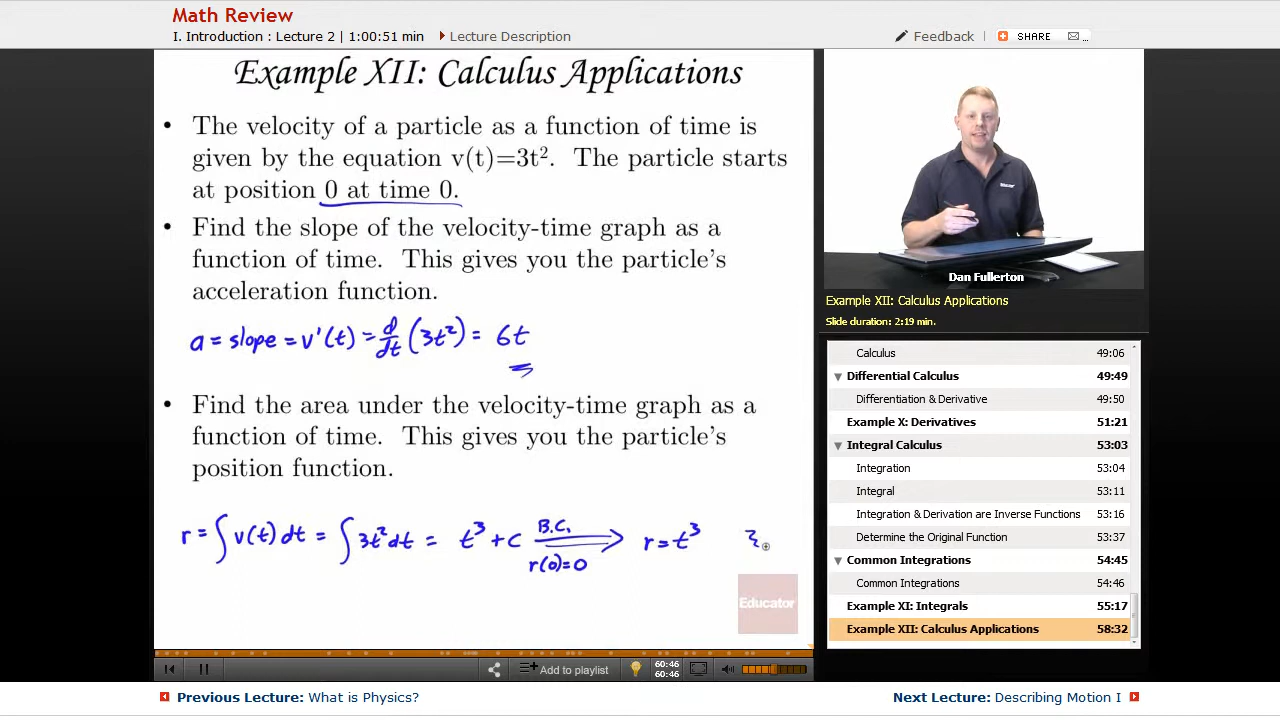 Math Review
I. Introduction : Lecture 2 | 1:00:51 min
Lecture Description
Feedback
SHARE
Example XII: Calculus Applications
• The velocity of a particle as a function of time is
given by the equation v(t)=3t². The particle starts
at position 0 at time 0.
• Find the slope of the velocity-time graph as a
function of time. This gives you the particle's
acceleration function.
a = slope = v'(t) = d/dt (3t²) = 6t
• Find the area under the velocity-time graph as a
function of time. This gives you the particle's
position function.
r = ∫ v(t) dt = ∫ 3t² dt = t³ + C B.C. r(0)=0 → r = t³
Educator
Dan Fullerton
Example XII: Calculus Applications
Slide duration: 2:19 min.
Calculus 49:06
Differential Calculus 49:49
Differentiation & Derivative 49:50
Example X: Derivatives 51:21
Integral Calculus 53:03
Integration 53:04
Integral 53:11
Integration & Derivation are Inverse Functions 53:16
Determine the Original Function 53:37
Common Integrations 54:45
Common Integrations 54:46
Example XI: Integrals 55:17
Example XII: Calculus Applications 58:32
Add to playlist
60:46
60:46
Previous Lecture: What is Physics?
Next Lecture: Describing Motion I